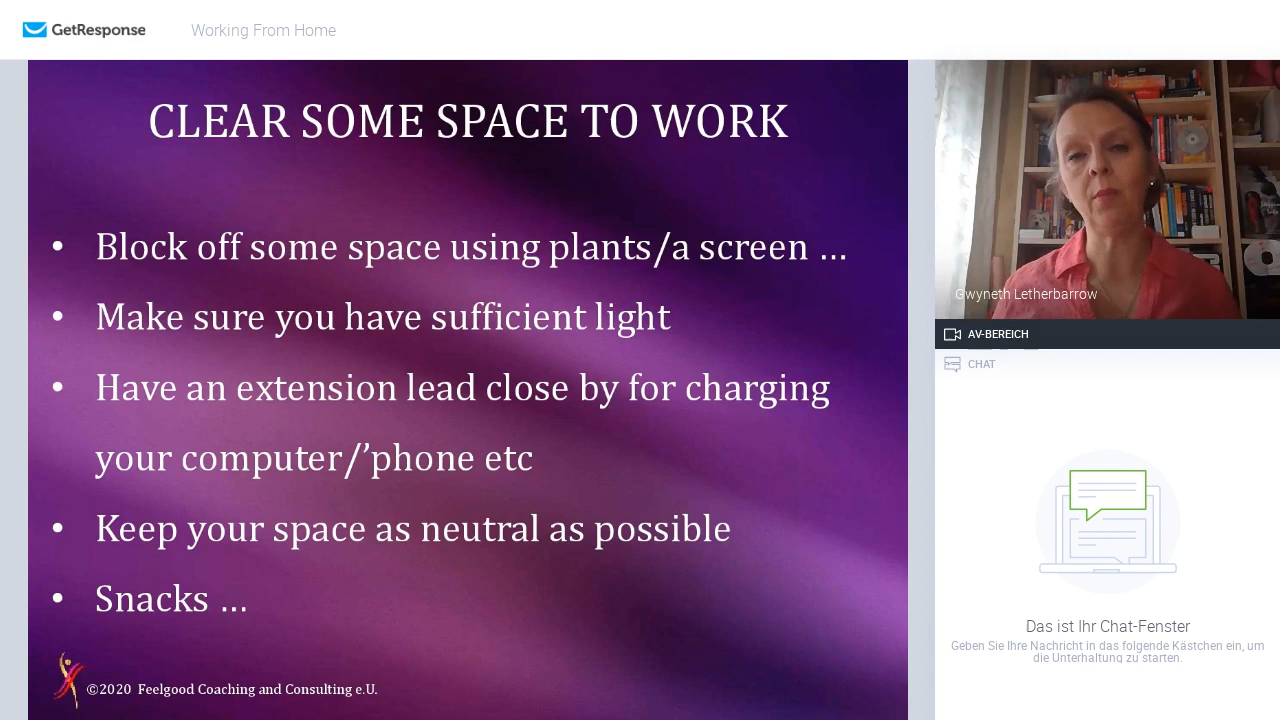 GetResponse
Working From Home
CLEAR SOME SPACE TO WORK
• Block off some space using plants/a screen ...
• Make sure you have sufficient light
• Have an extension lead close by for charging
your computer/’phone etc
• Keep your space as neutral as possible
• Snacks ...
©2020 Feelgood Coaching and Consulting e.U.
Gwyneth Letherbarrow
AV-BEREICH
CHAT
Das ist Ihr Chat-Fenster
Geben Sie Ihre Nachricht in das folgende Kästchen ein, um
die Unterhaltung zu starten.